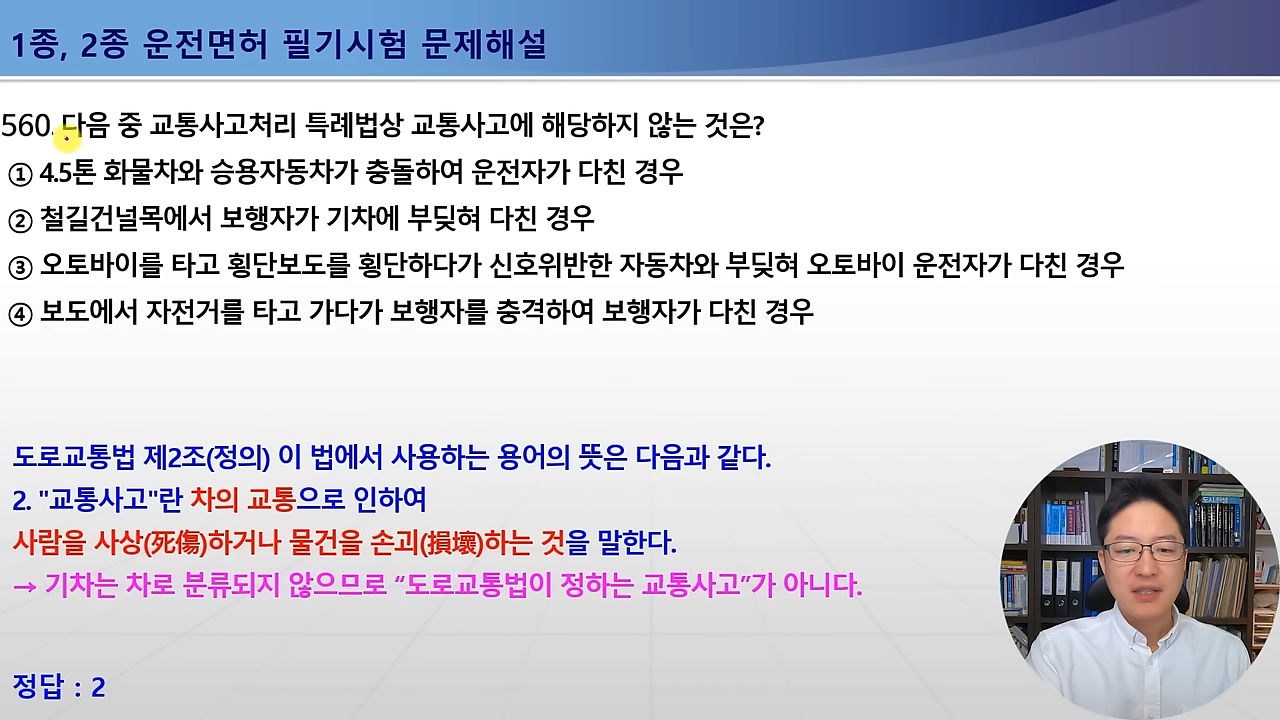 1종, 2종 운전면허 필기시험 문제해설
560. 다음 중 교통사고처리 특례법상 교통사고에 해당하지 않는 것은?
① 4.5톤 화물차와 승용자동차가 충돌하여 운전자가 다친 경우
② 철길건널목에서 보행자가 기차에 부딪혀 다친 경우
③ 오토바이를 타고 횡단보도를 횡단하다가 신호위반한 자동차와 부딪혀 오토바이 운전자가 다친 경우
④ 보도에서 자전거를 타고 가다가 보행자를 충격하여 보행자가 다친 경우
도로교통법 제2조(정의) 이 법에서 사용하는 용어의 뜻은 다음과 같다.
2. "교통사고"란 차의 교통으로 인하여
사람을 사상(死傷)하거나 물건을 손괴(損壞)하는 것을 말한다.
→ 기차는 차로 분류되지 않으므로 “도로교통법이 정하는 교통사고”가 아니다.
정답 : 2